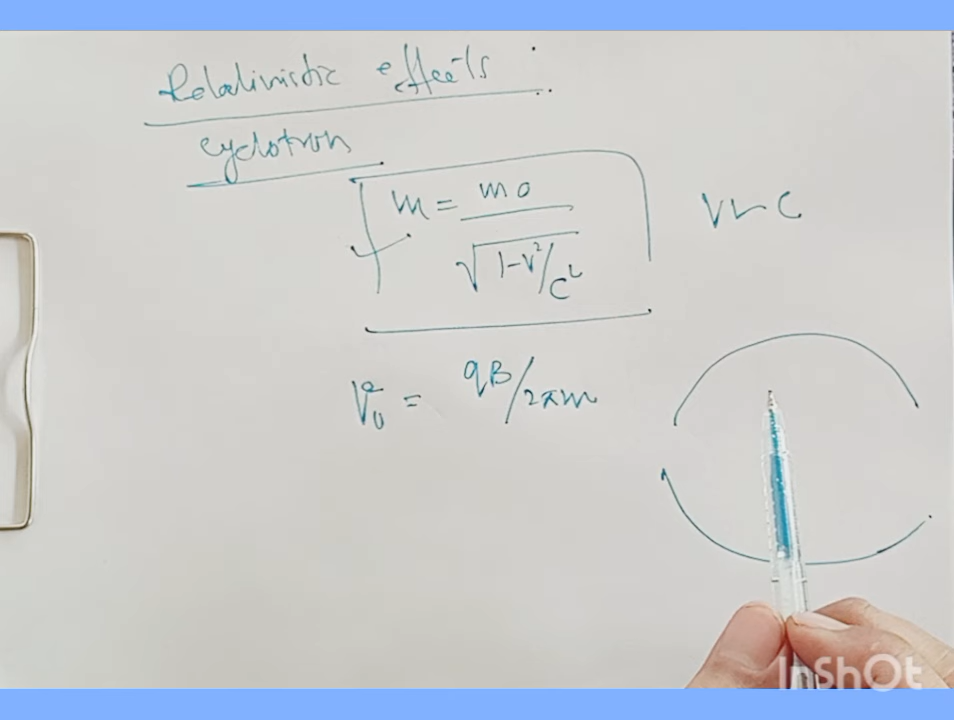 Relativistic effects :
cyclotron
m = m0 / √1-v²/c²
v ~ c
ν0 = qB/2πm
InShOt